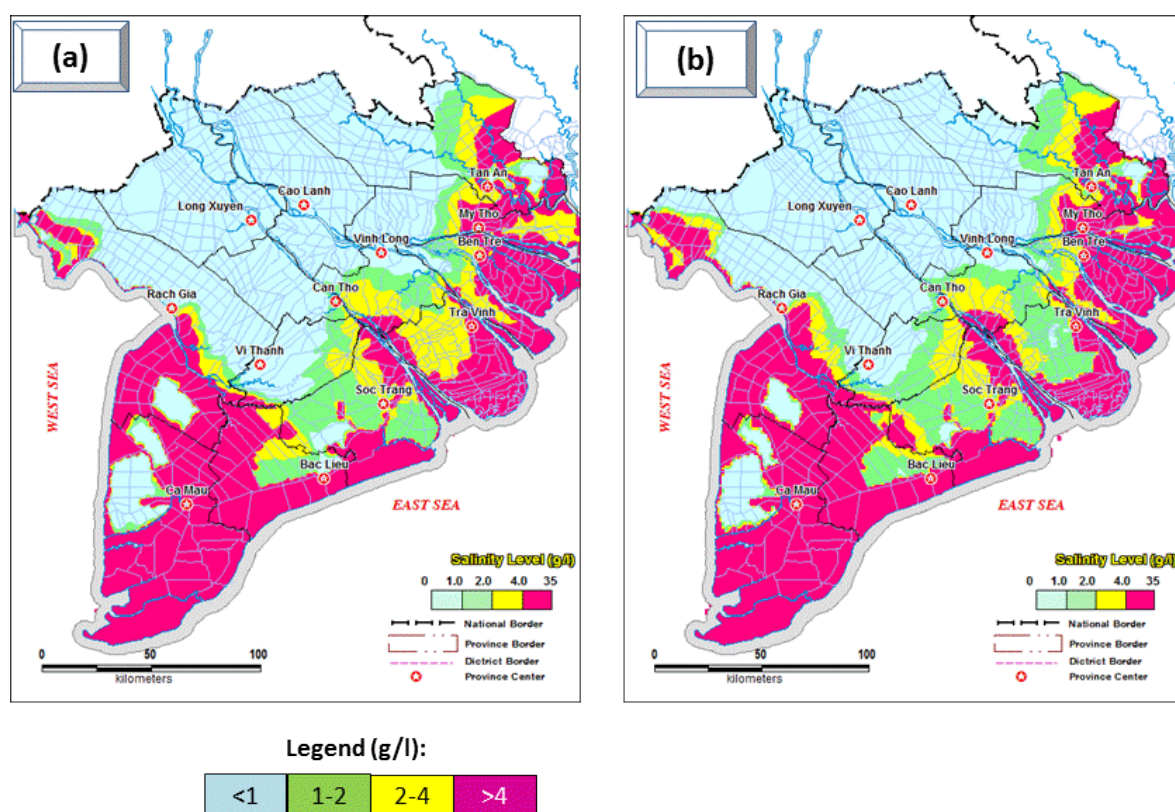 (a)
Tan An
Cao Lanh
Long Xuyen
My Tho
Vinh Long
Ben Tre
Rach Gia
Can Tho
Tra Vinh
Vi Thanh
WEST SEA
Soc Trang
Bac Lieu
Ca Mau
EAST SEA
Salinity Level (g/l)
0 1.0 2.0 4.0 35
National Border
Province Border
Dictrict Border
Province Center
0 50 100
kilometers
(b)
Tan An
Cao Lanh
Long Xuyen
My Tho
Vinh Long
Ben Tre
Rach Gia
Can Tho
Tra Vinh
Vi Thanh
WEST SEA
Soc Trang
Bac Lieu
Ca Mau
EAST SEA
Salinity Level (g/l)
0 1.0 2.0 4.0 35
National Border
Province Border
Dictrict Border
Province Center
0 50 100
kilometers
Legend (g/l):
<1 1-2 2-4 >4